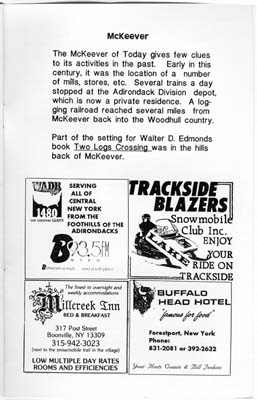 McKeever
The McKeever of Today gives few clues
to its activities in the past. Early in this
century, it was the location of a number
of mills, stores, etc. Several trains a day
stopped at the Adirondack Division depot,
which is now a private residence. A log-
ging railroad reached several miles from
McKeever back into the Woodhull country.
Part of the setting for Walter D. Edmonds
book Two Logs Crossing was in the hills
back of McKeever.
WADB
1480
SERVING
ALL OF
CENTRAL
NEW YORK
FROM THE
FOOTHILLS OF THE
ADIRONDACKS
B93.5FM
TRACKSIDE
BLAZERS
Snowmobile
Club Inc.
ENJOY
YOUR
RIDE ON
TRACKSIDE
The finest in overnight and
weekly accommodations
Millcreek Inn
BED & BREAKFAST
317 Post Street
Boonville, NY 13309
315-942-3023
(next to the snowmobile trail in the village)
LOW MULTIPLE DAY RATES
ROOMS AND EFFICIENCIES
BUFFALO
HEAD HOTEL
famous for food"
Forestport, New York
Phone:
831-2081 or 392-2632
Your Hosts Connie & Bill Jenkins